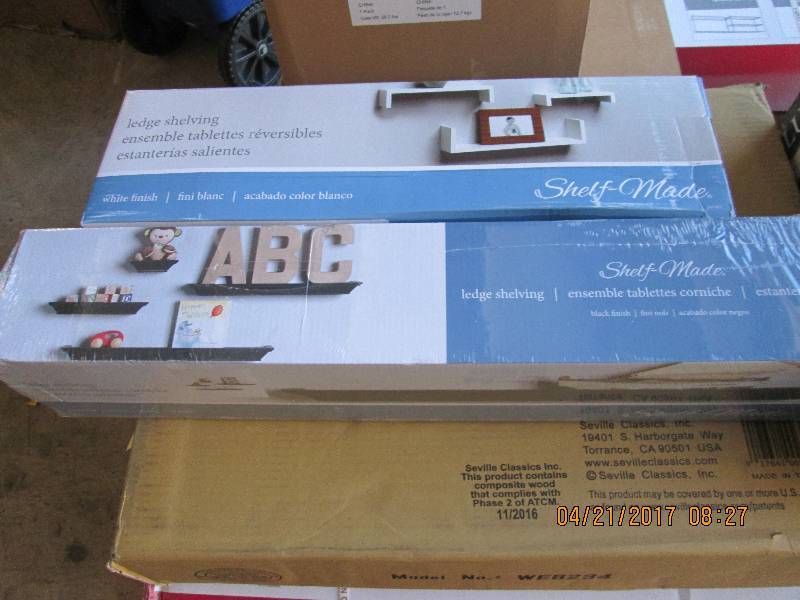 ledge shelving
ensemble tablettes réversibles
estanterías salientes
white finish | fini blanc | acabado color blanco
Shelf-Made
ABC
Shelf-Made
ledge shelving | ensemble tablettes corniche |
black finish | fini noir | acabado color negro
Seville Classics, Inc.
19401 S. Harborgate Way
Torrance, CA 90501 USA
www.sevilleclassics.com
© Seville Classics, Inc.
MADE IN
Seville Classics Inc.
This product contains
composite wood
that complies with
Phase 2 of ATCM.
11/2016
This product may be covered by one or more U.S.
04/21/2017 08:27
Model No.: WEB234